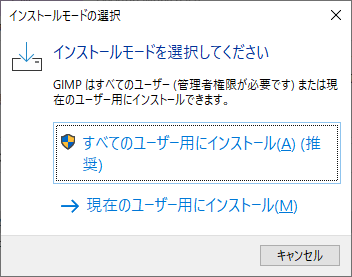 インストールモードの選択
インストールモードを選択してください
GIMP はすべてのユーザー (管理者権限が必要です) または現
在のユーザー用にインストールできます。
すべてのユーザー用にインストール(A) (推
奨)
現在のユーザー用にインストール(M)
キャンセル